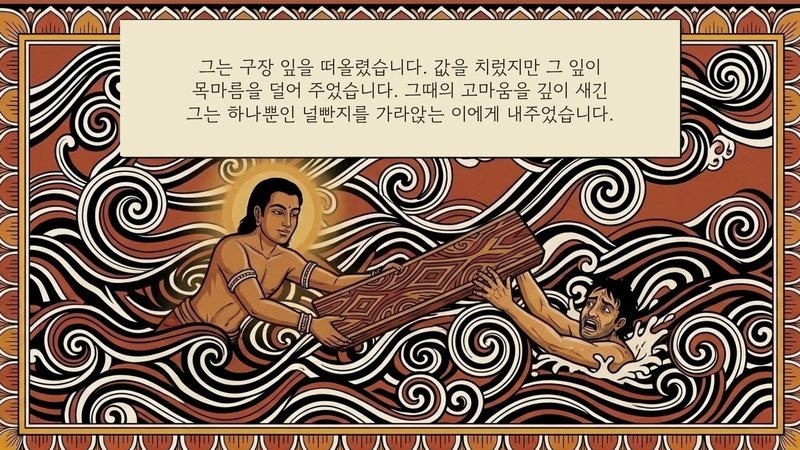 그는 구장 잎을 떠올렸습니다. 값을 치렀지만 그 잎이
목마름을 덜어 주었습니다. 그때의 고마움을 깊이 새긴
그는 하나뿐인 널빤지를 가라앉는 이에게 내주었습니다.